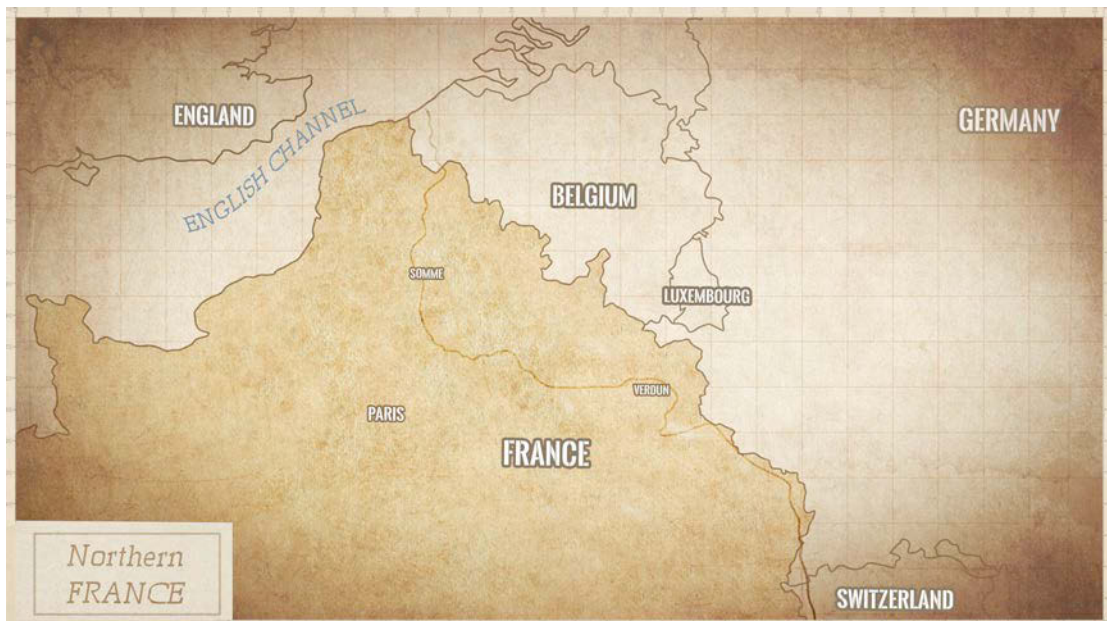 ENGLAND
ENGLISH CHANNEL
GERMANY
BELGIUM
SOMME
LUXEMBOURG
VERDUN
PARIS
FRANCE
Northern
FRANCE
SWITZERLAND